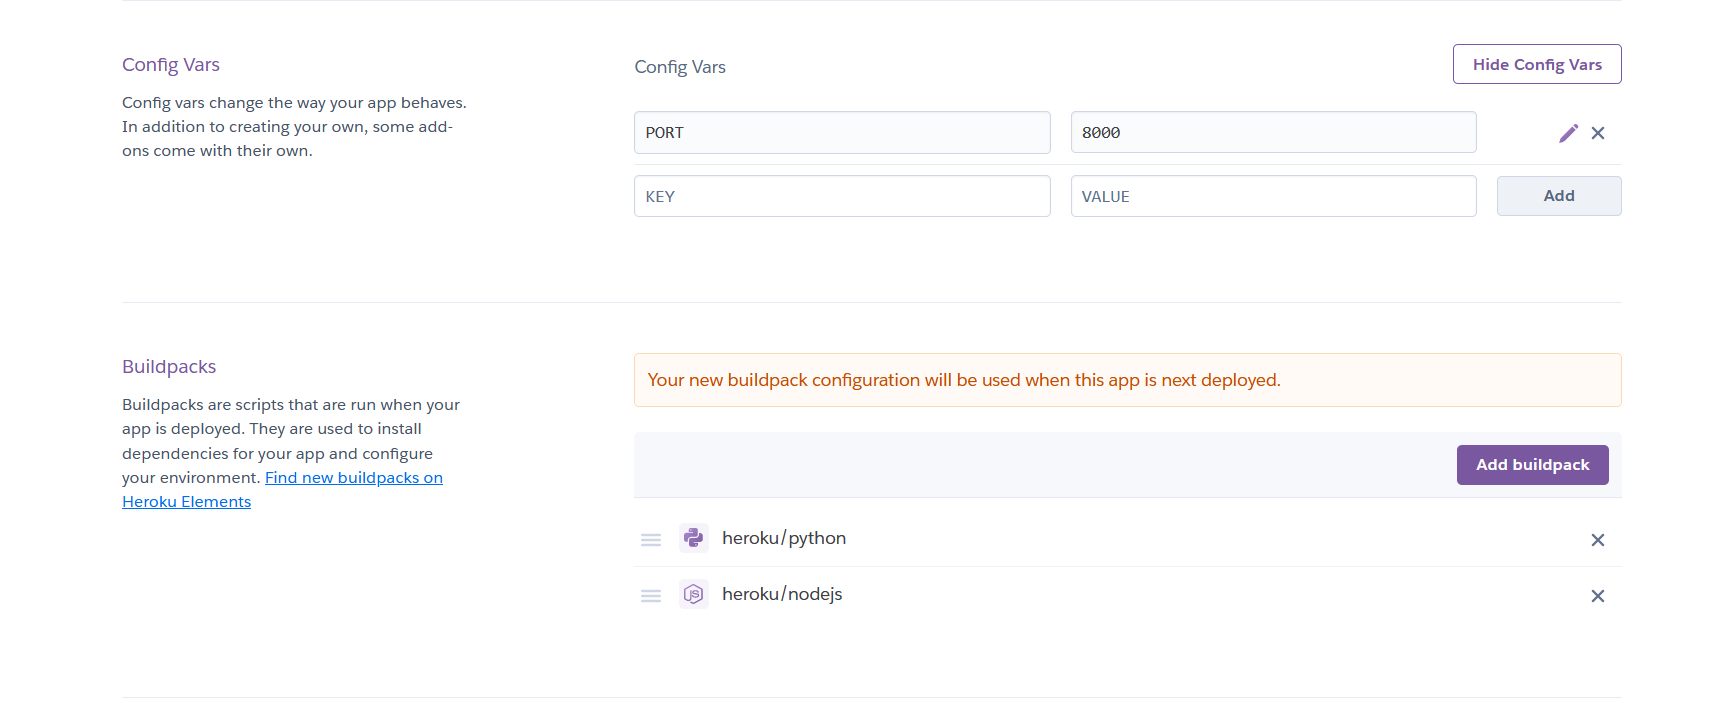 Config Vars
Config vars change the way your app behaves.
In addition to creating your own, some add-
ons come with their own.
Config Vars
Hide Config Vars
PORT
8000
KEY
VALUE
Add
Buildpacks
Buildpacks are scripts that are run when your
app is deployed. They are used to install
dependencies for your app and configure
your environment. Find new buildpacks on
Heroku Elements
Your new buildpack configuration will be used when this app is next deployed.
Add buildpack
heroku/python
JS
heroku/nodejs